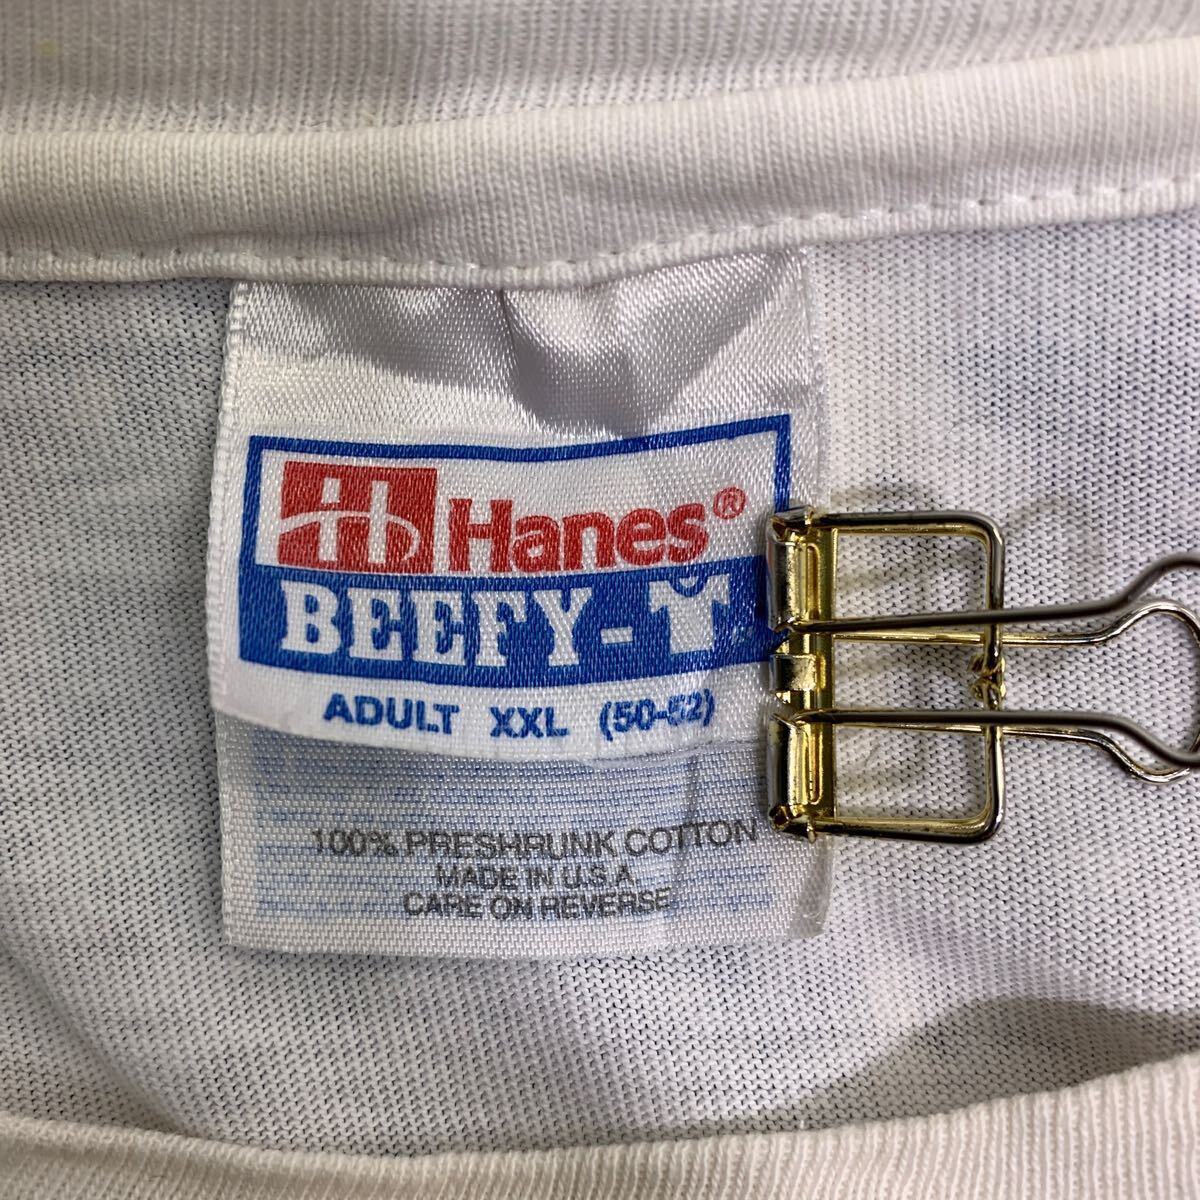 Hanes®
BEEFY-T
ADULT XXL (50-52)
100% PRESHRUNK COTTON
MADE IN U.S.A
CARE ON REVERSE